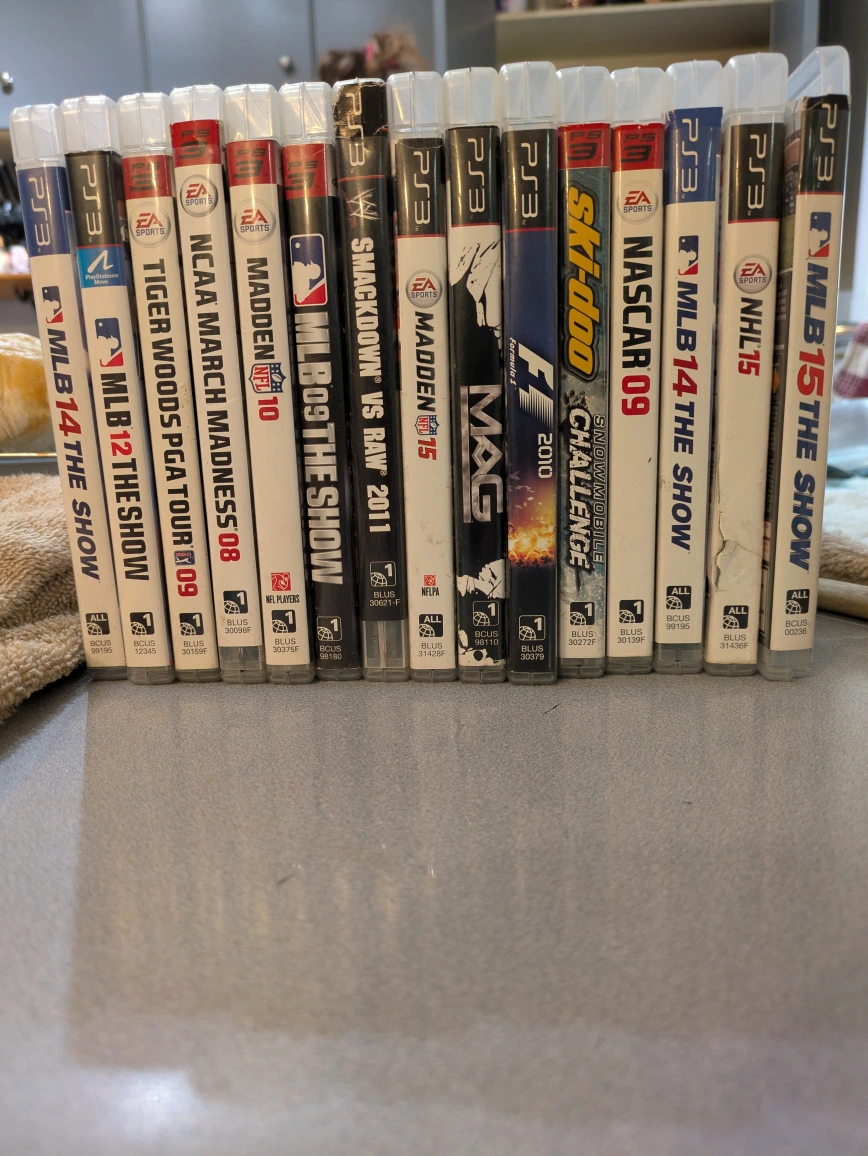 PS3
MLB 14 THE SHOW
ALL
99195
PS3
PlayStation Move
MLB 12 THE SHOW
1
BCUS
12345
PS3
EA SPORTS
TIGER WOODS PGA TOUR 09
1
BLUS
30159F
PS3
EA SPORTS
NCAA MARCH MADNESS 08
1
BLUS
30098F
PS3
EA SPORTS
MADDEN NFL 10
NFL PLAYERS
1
BLUS
30375F
PS3
MLB 09 THE SHOW
1
BCUS
98180
PS3
W
SMACKDOWN® VS RAW® 2011
1
BLUS
30621-F
PS3
EA SPORTS
MADDEN NFL 15
NFLPA
ALL
BLUS
31428F
PS3
MAG
1
BCUS
98110
PS3
Formula 1
F1 2010
1
BLUS
30379
PS3
ski-doo
SNOWMOBILE
CHALLENGE
1
BLUS
30272F
PS3
EA SPORTS
NASCAR 09
1
BLUS
30139F
PS3
MLB 14 THE SHOW
ALL
BCUS
99195
PS3
EA SPORTS
NHL 15
ALL
BLUS
31436F
PS3
MLB 15 THE SHOW
ALL
BCUS
00236